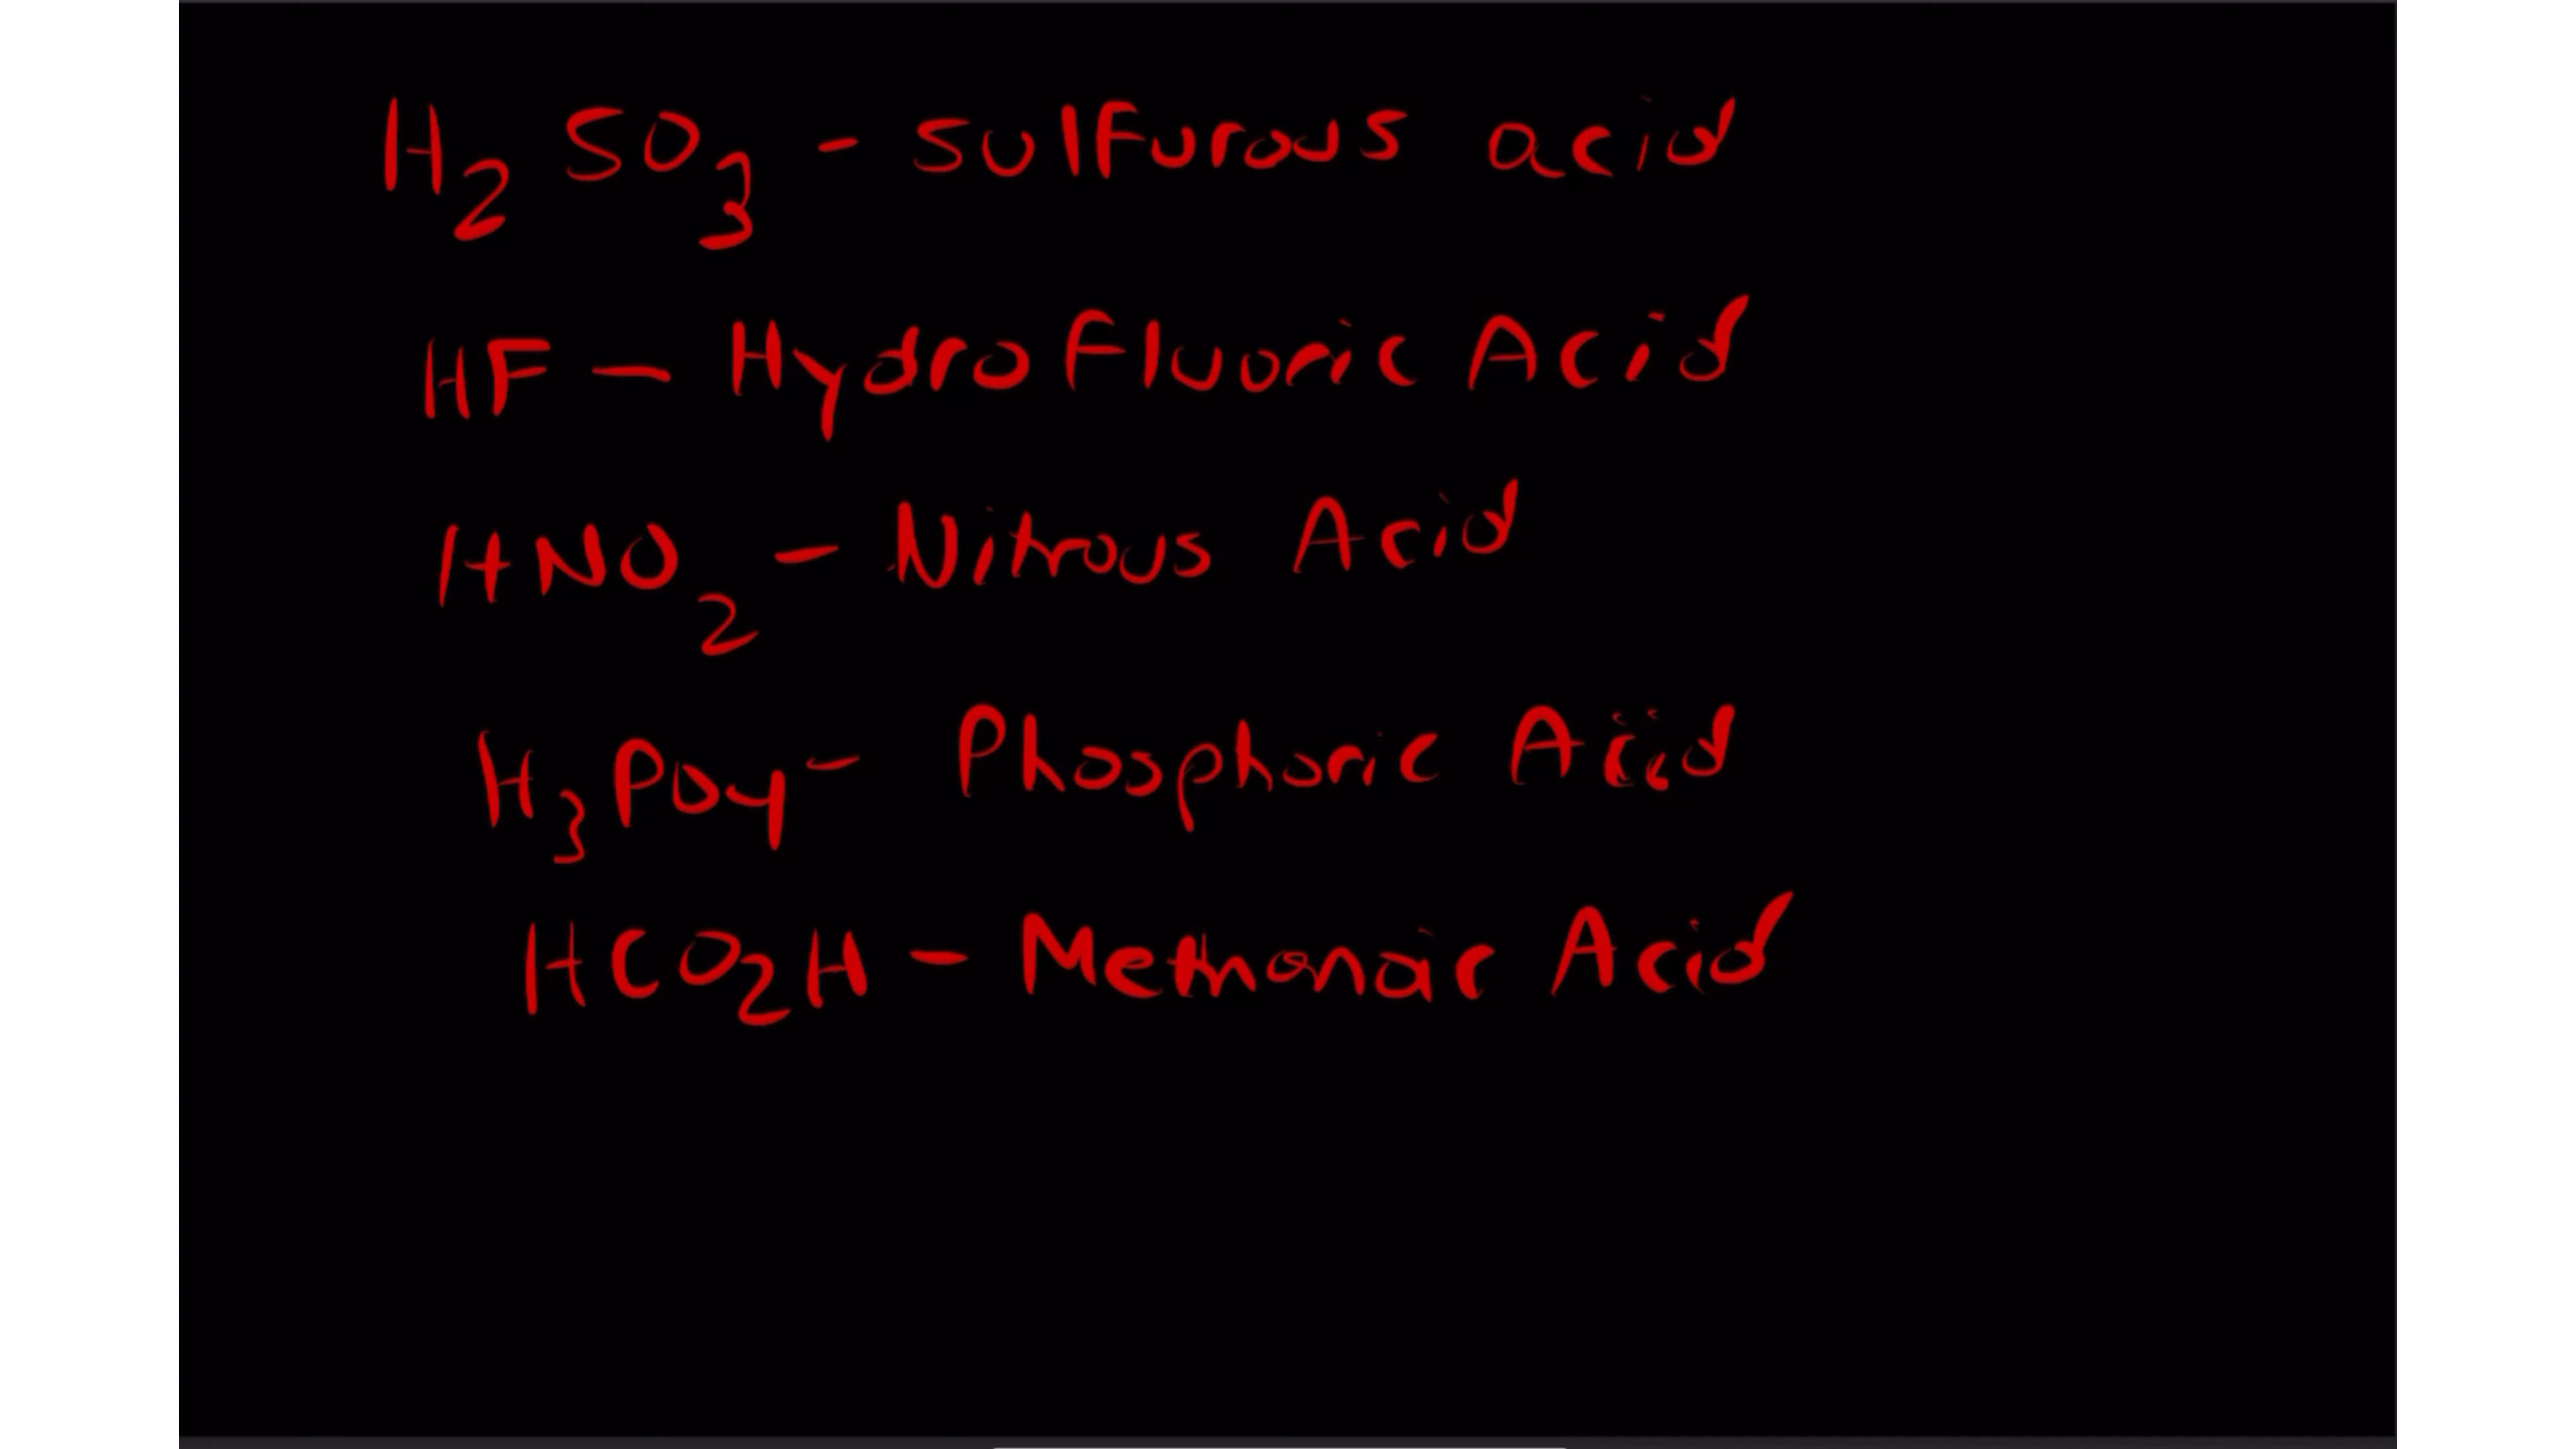 H₂SO₃ - sulfurous acid
HF - Hydrofluoric Acid
HNO₂ - Nitrous Acid
H₃PO₄ - Phosphoric Acid
HCO₂H - Methanoic Acid